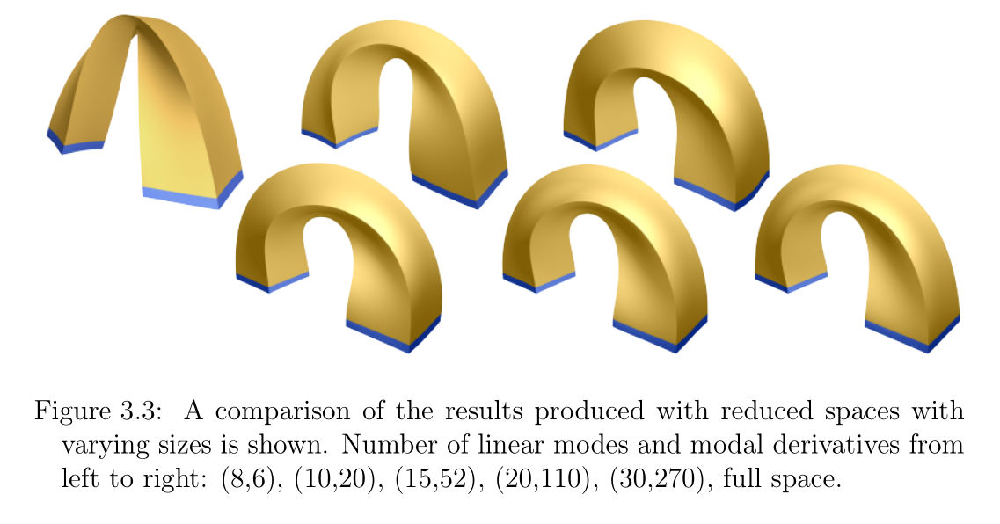 Figure 3.3: A comparison of the results produced with reduced spaces with
varying sizes is shown. Number of linear modes and modal derivatives from
left to right: (8,6), (10,20), (15,52), (20,110), (30,270), full space.